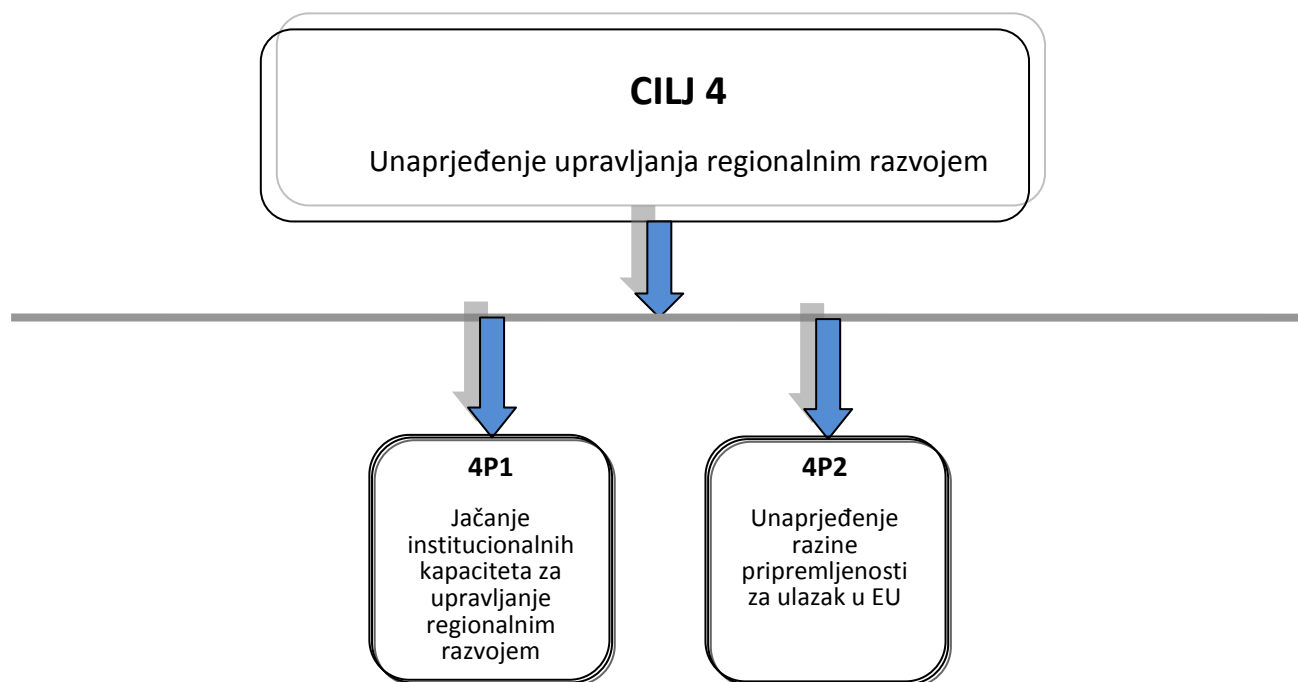 CILJ 4
Unaprjeđenje upravljanja regionalnim razvojem
4P1
Jačanje
institucionalnih
kapaciteta za
upravljanje
regionalnim
razvojem
4P2
Unaprjeđenje
razine
pripremljenosti
za ulazak u EU